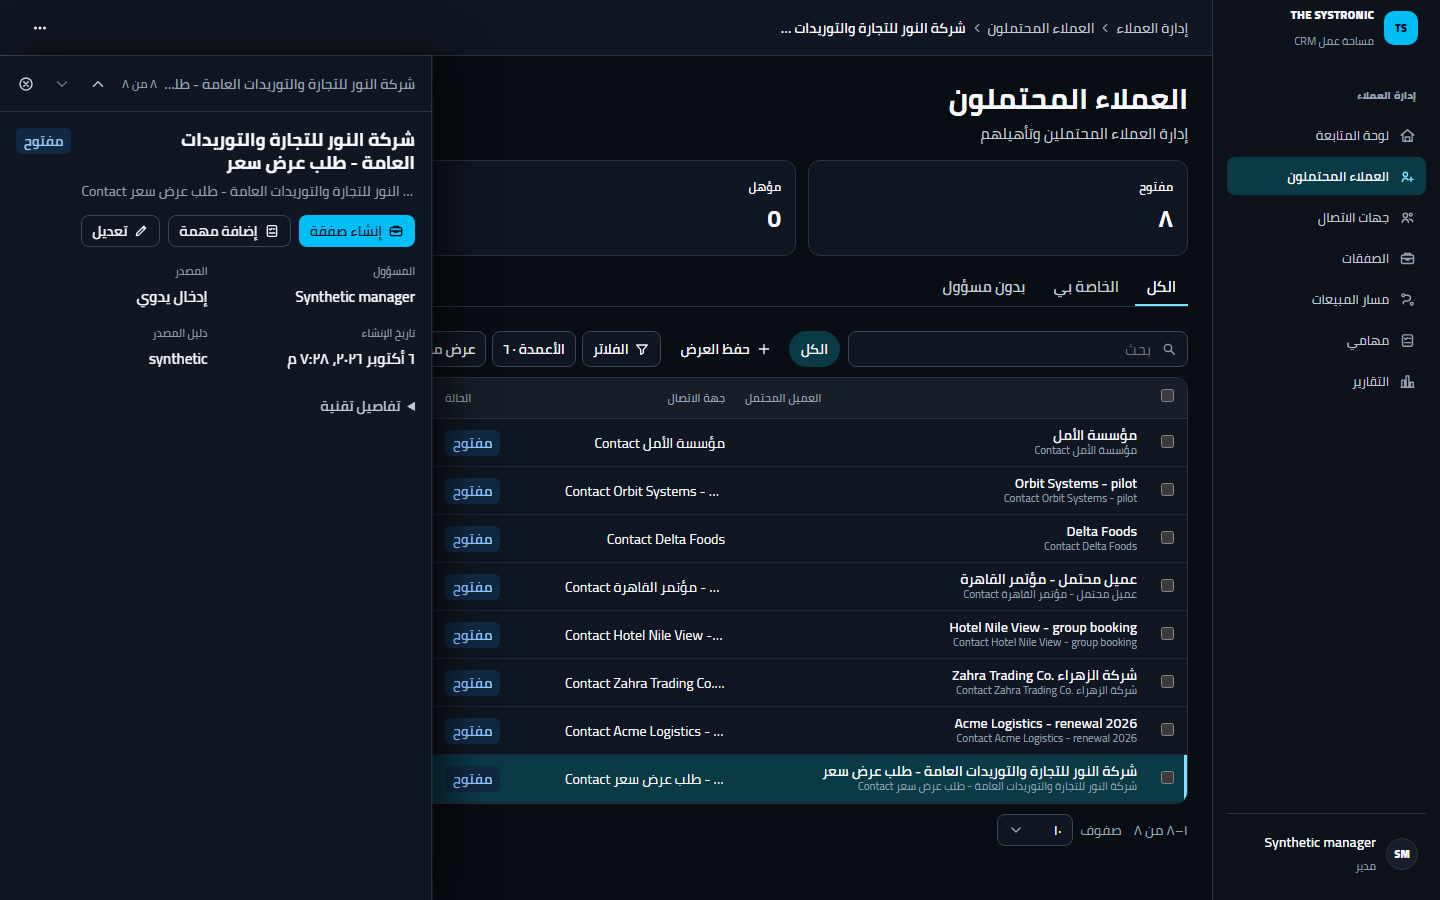 THE SYSTRONIC
TS
مساحة عمل CRM
إدارة العملاء
لوحة المتابعة
العملاء المحتملون
جهات الاتصال
الصفقات
مسار المبيعات
مهامي
التقارير
Synthetic manager
SM
مدير
إدارة العملاء
العملاء المحتملون
شركة النور للتجارة والتوريدات ...
العملاء المحتملون
إدارة العملاء المحتملين وتأهيلهم
مفتوح
٨
مؤهل
0
الكل
الخاصة بي
بدون مسؤول
بحث
الكل
حفظ العرض
الفلاتر
الأعمدة ٦٠
عرض م
العميل المحتمل
جهة الاتصال
الحالة
مؤسسة الأمل
مؤسسة الأمل Contact
مؤسسة الأمل Contact
مفتوح
Orbit Systems - pilot
Contact Orbit Systems - pilot
Contact Orbit Systems - ...
مفتوح
Delta Foods
Contact Delta Foods
Contact Delta Foods
مفتوح
عميل محتمل - مؤتمر القاهرة
عميل محتمل - مؤتمر القاهرة Contact
... - مؤتمر القاهرة Contact
مفتوح
Hotel Nile View - group booking
Contact Hotel Nile View - group booking
Contact Hotel Nile View -...
مفتوح
شركة الزهراء Zahra Trading Co.
شركة الزهراء Contact Zahra Trading Co.
Contact Zahra Trading Co....
مفتوح
Acme Logistics - renewal 2026
Contact Acme Logistics - renewal 2026
Contact Acme Logistics - ...
مفتوح
شركة النور للتجارة والتوريدات العامة - طلب عرض سعر
شركة النور للتجارة والتوريدات العامة - طلب عرض سعر Contact
... - طلب عرض سعر Contact
مفتوح
١–٨ من ٨
صفوف
١٠
شركة النور للتجارة والتوريدات العامة - طلـ...
٨ من ٨
شركة النور للتجارة والتوريدات
العامة - طلب عرض سعر
مفتوح
... النور للتجارة والتوريدات العامة - طلب عرض سعر Contact
إنشاء صفقة
إضافة مهمة
تعديل
المسؤول
Synthetic manager
المصدر
إدخال يدوي
تاريخ الإنشاء
٦ أكتوبر ٢٠٢٦، ٧:٢٨ م
دليل المصدر
synthetic
تفاصيل تقنية